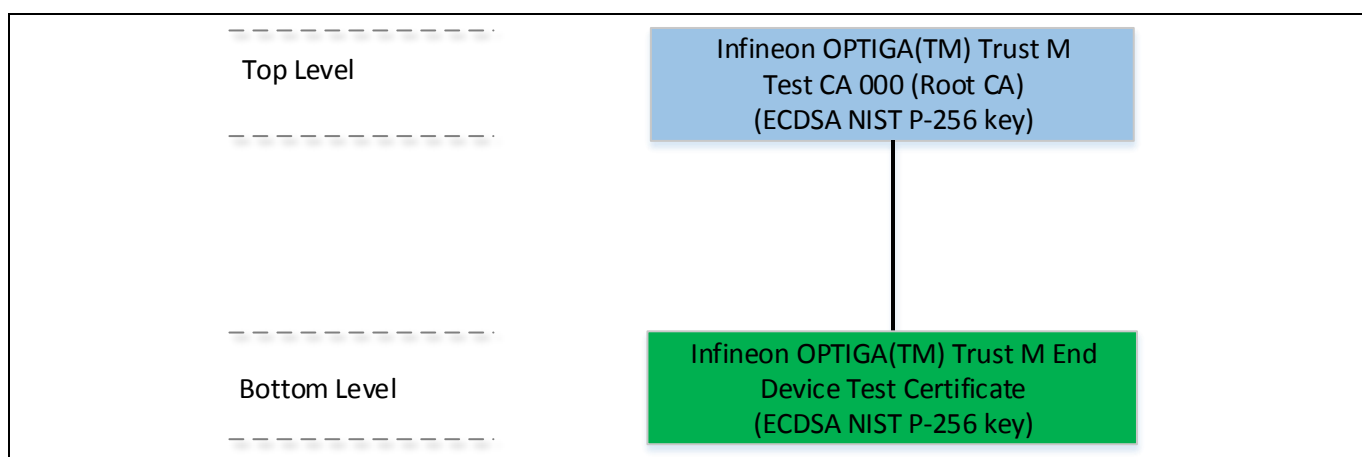 Top Level
Infineon OPTIGA(TM) Trust M
Test CA 000 (Root CA)
(ECDSA NIST P-256 key)
Bottom Level
Infineon OPTIGA(TM) Trust M End
Device Test Certificate
(ECDSA NIST P-256 key)